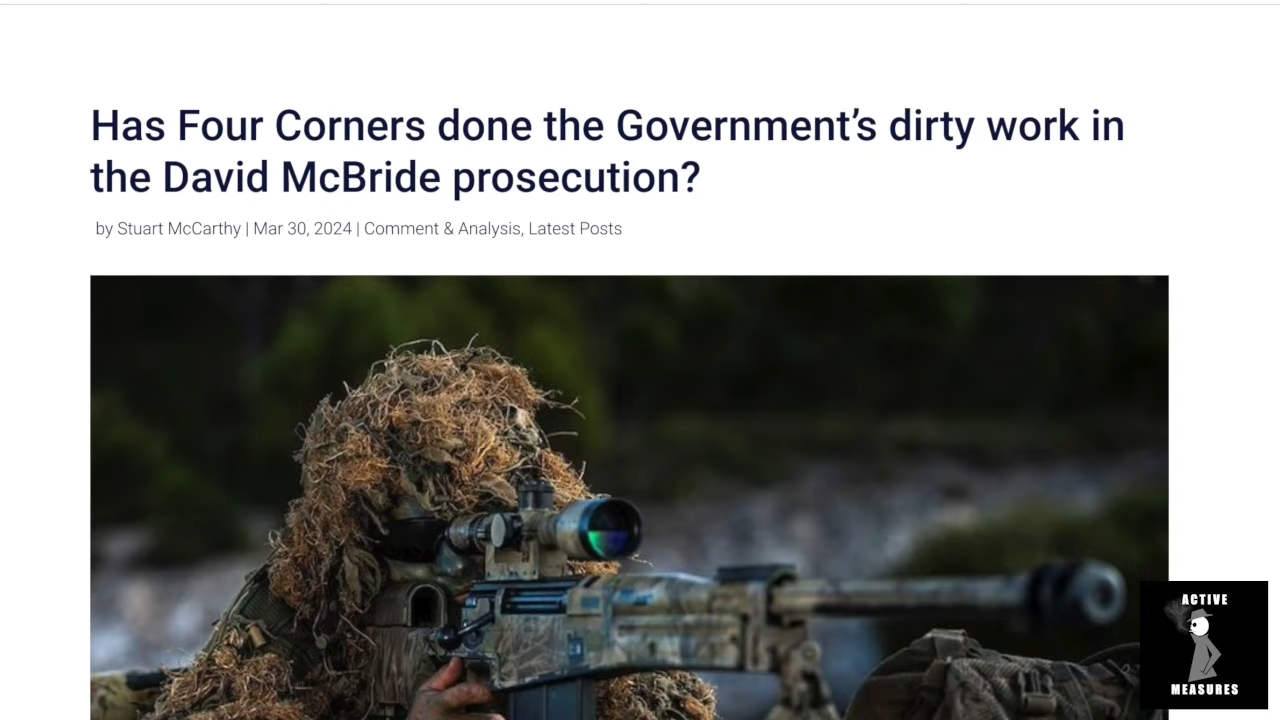 Has Four Corners done the Government’s dirty work in
the David McBride prosecution?
by Stuart McCarthy | Mar 30, 2024 | Comment & Analysis, Latest Posts
ACTIVE
MEASURES